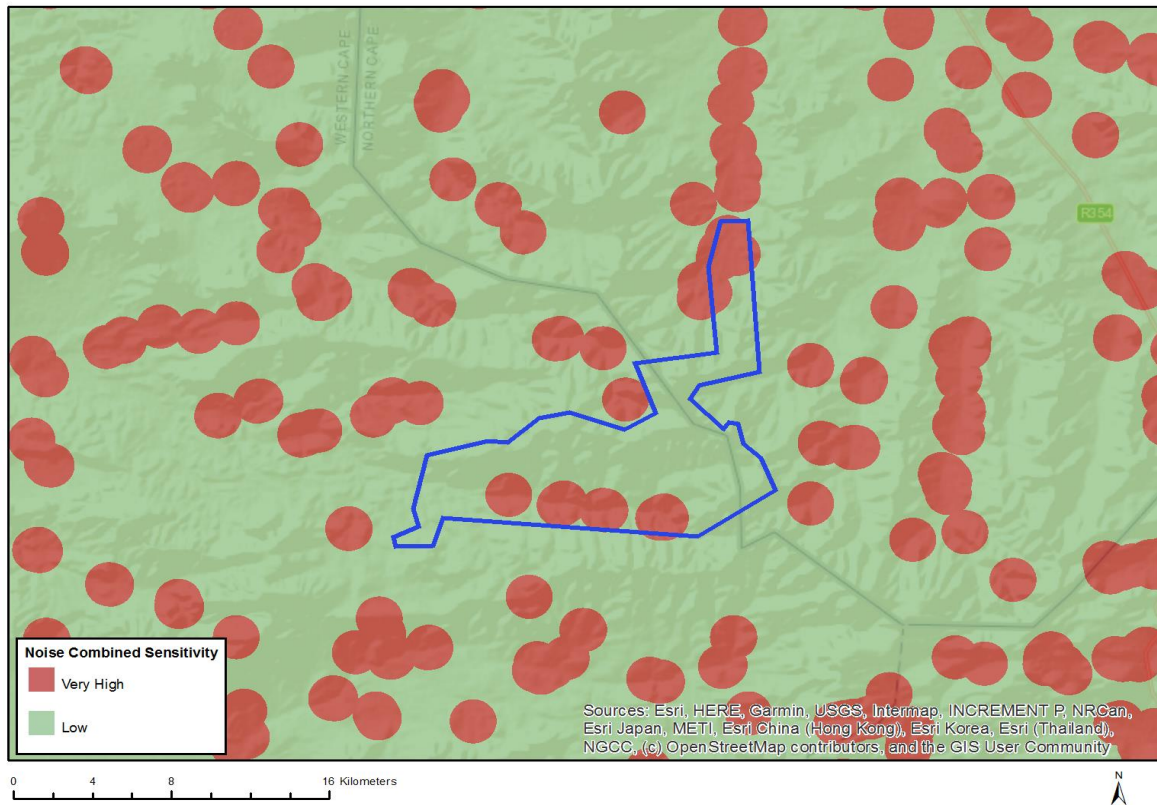 WESTERN CAPE
NORTHERN CAPE
R354
Noise Combined Sensitivity
Very High
Low
Sources: Esri, HERE, Garmin, USGS, Intermap, INCREMENT P, NRCan,
Esri Japan, METI, Esri China (Hong Kong), Esri Korea, Esri (Thailand),
NGCC, (c) OpenStreetMap contributors, and the GIS User Community
0 4 8 16 Kilometers
N